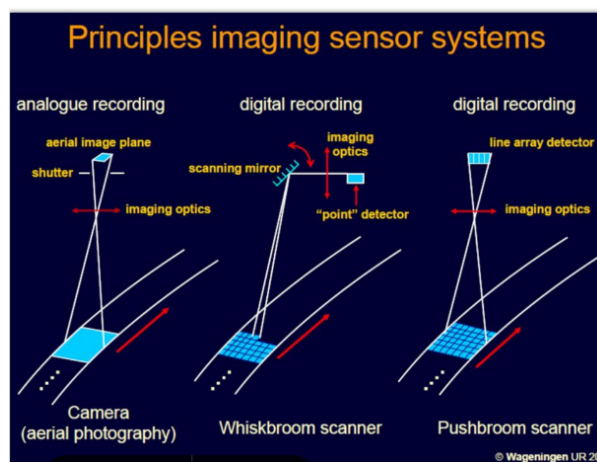 Principles imaging sensor systems
analogue recording
aerial image plane
shutter
imaging optics
Camera
(aerial photography)
digital recording
imaging
optics
scanning mirror
“point” detector
Whiskbroom scanner
digital recording
line array detector
imaging optics
Pushbroom scanner
© Wageningen UR